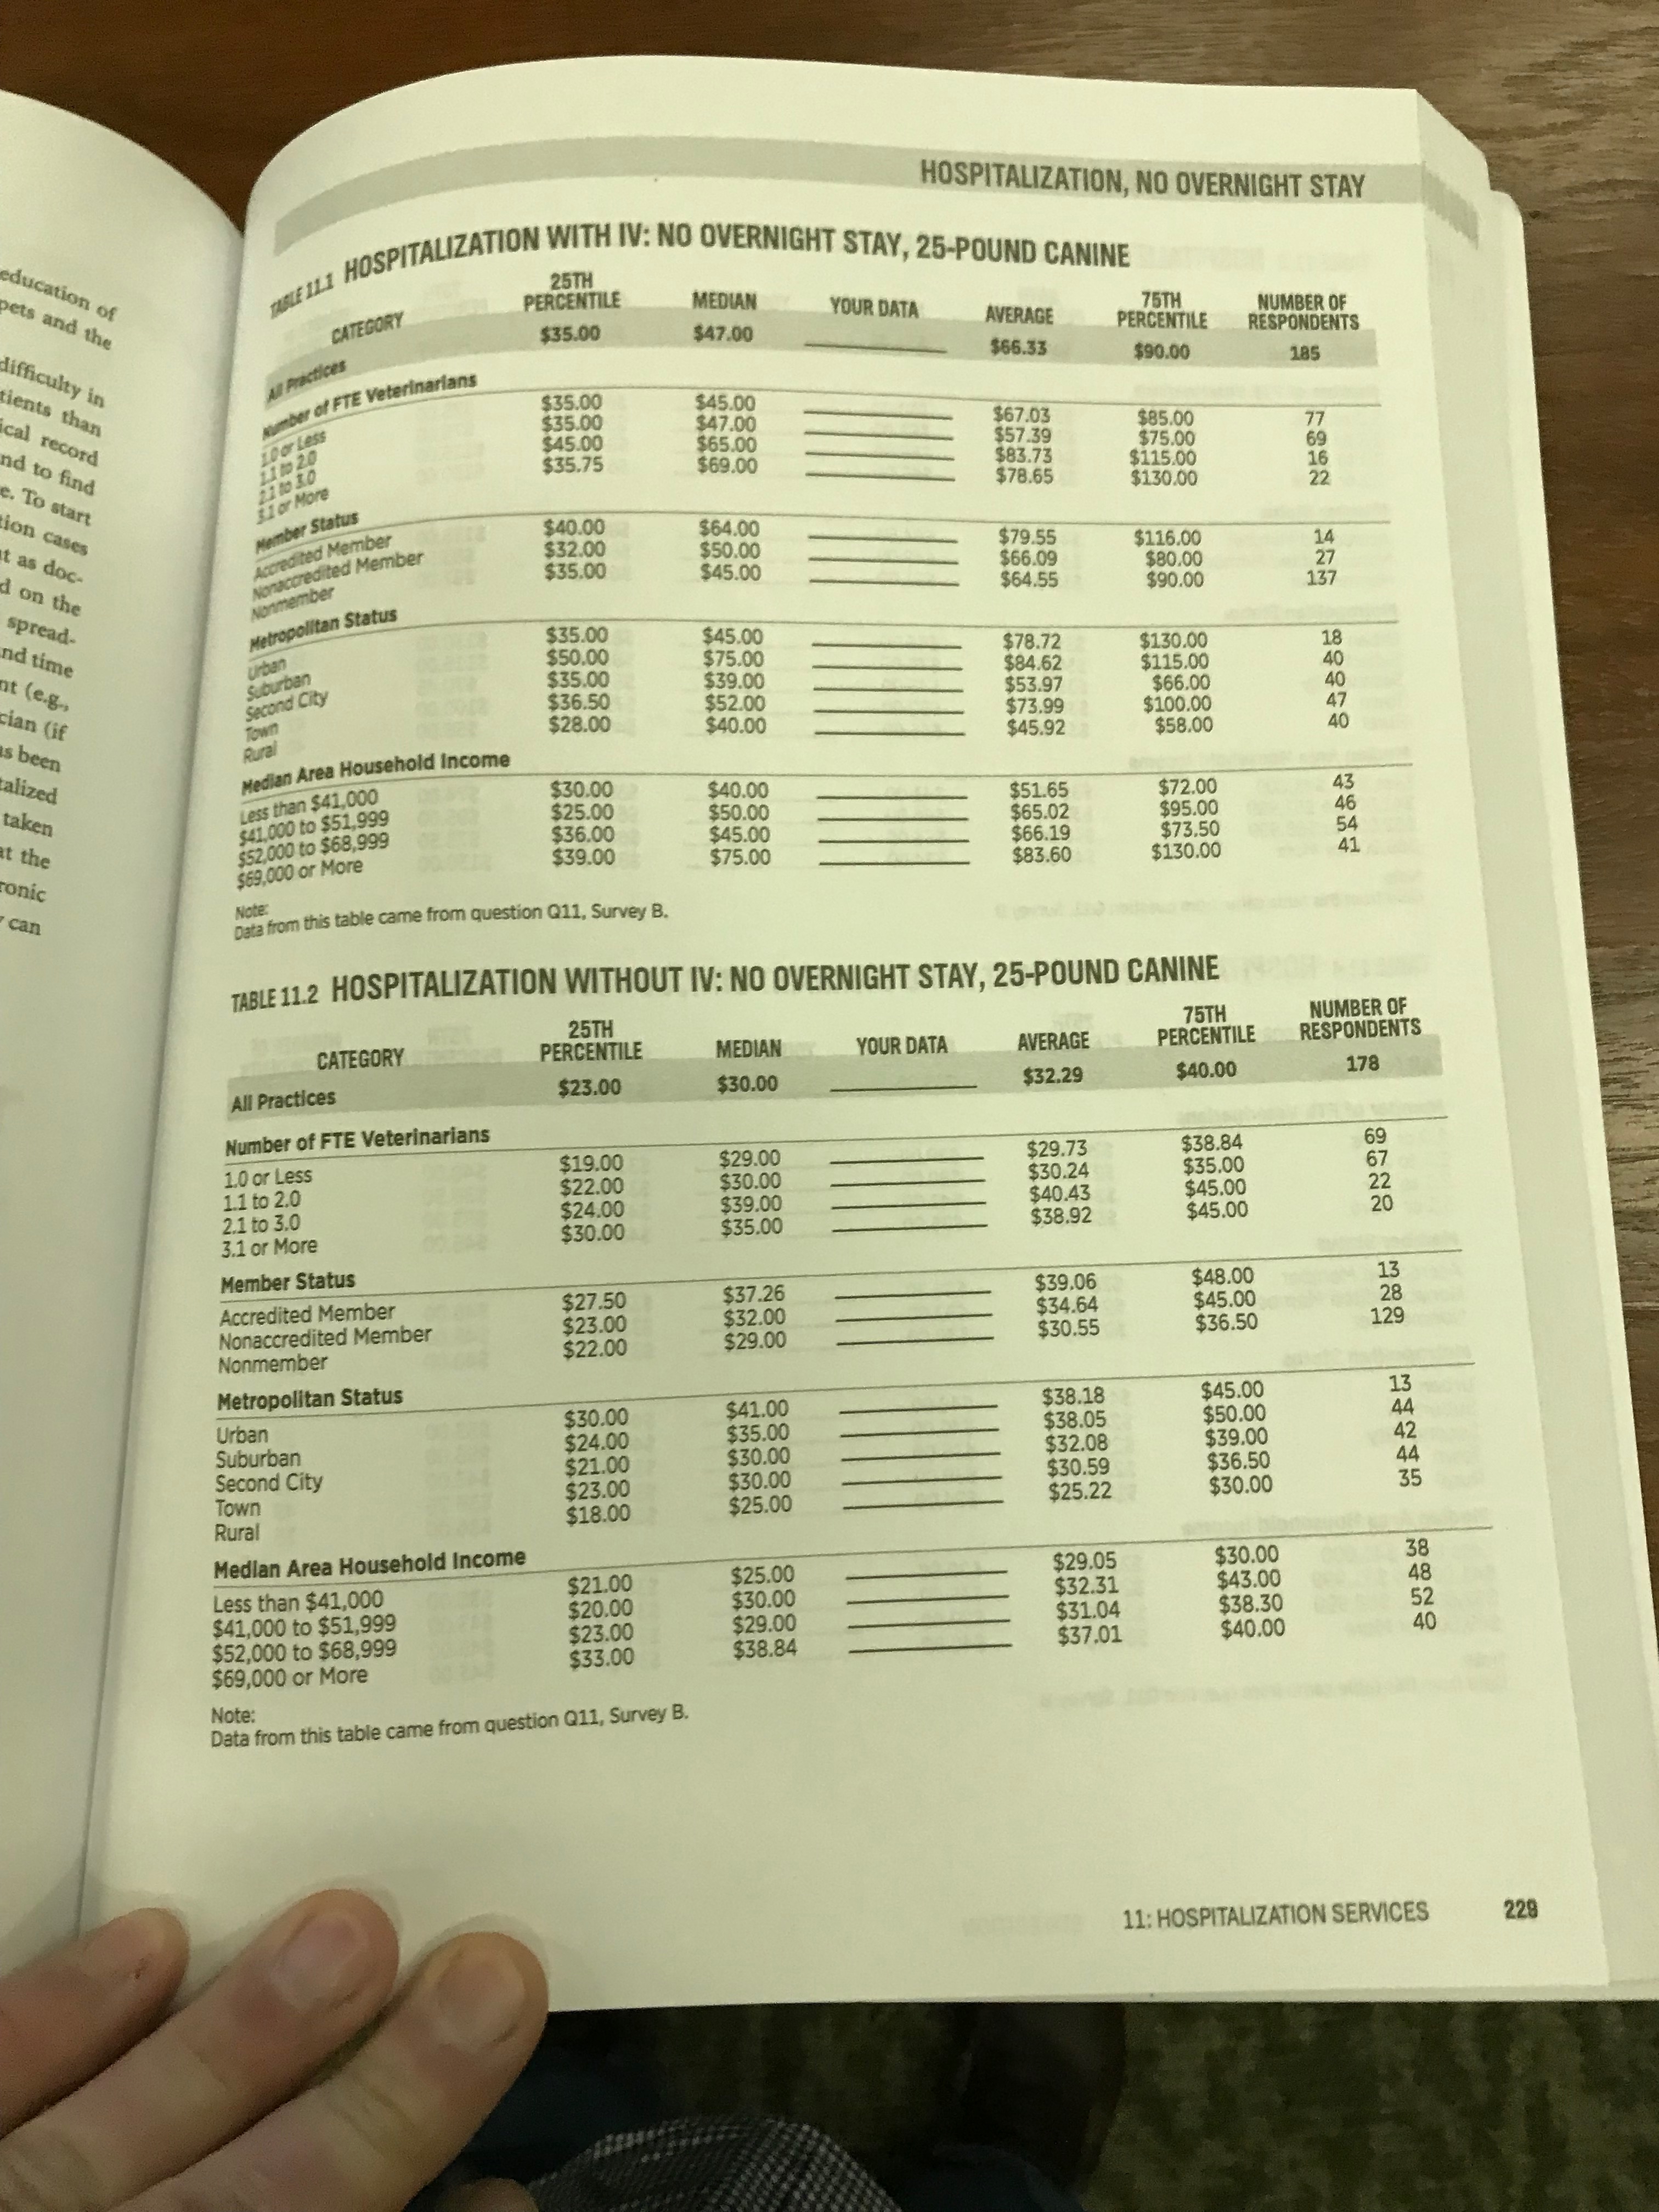 education of
pets and the
difficulty in
tients than
ical record
nd to find
e. To start
tion cases
t as doc-
d on the
spread-
nd time
nt (e.g.,
cian (if
as been
talized
taken
at the
ronic
can
HOSPITALIZATION, NO OVERNIGHT STAY
TABLE 11.1 HOSPITALIZATION WITH IV: NO OVERNIGHT STAY, 25-POUND CANINE
CATEGORY 25TH PERCENTILE MEDIAN YOUR DATA AVERAGE 75TH PERCENTILE NUMBER OF RESPONDENTS
All Practices $35.00 $47.00 $66.33 $90.00 185
Number of FTE Veterinarians
1.0 or Less $35.00 $45.00 $67.03 $85.00 77
1.1 to 2.0 $35.00 $47.00 $57.39 $75.00 69
2.1 to 3.0 $45.00 $65.00 $83.73 $115.00 16
3.1 or More $35.75 $69.00 $78.65 $130.00 22
Member Status
Accredited Member $40.00 $64.00 $79.55 $116.00 14
Nonaccredited Member $32.00 $50.00 $66.09 $80.00 27
Nonmember $35.00 $45.00 $64.55 $90.00 137
Metropolitan Status
Urban $35.00 $45.00 $78.72 $130.00 18
Suburban $50.00 $75.00 $84.62 $115.00 40
Second City $35.00 $39.00 $53.97 $66.00 40
Town $36.50 $52.00 $73.99 $100.00 47
Rural $28.00 $40.00 $45.92 $58.00 40
Median Area Household Income
Less than $41,000 $30.00 $40.00 $51.65 $72.00 43
$41,000 to $51,999 $25.00 $50.00 $65.02 $95.00 46
$52,000 to $68,999 $36.00 $45.00 $66.19 $73.50 54
$69,000 or More $39.00 $75.00 $83.60 $130.00 41
Note:
Data from this table came from question Q11, Survey B.
TABLE 11.2 HOSPITALIZATION WITHOUT IV: NO OVERNIGHT STAY, 25-POUND CANINE
CATEGORY 25TH PERCENTILE MEDIAN YOUR DATA AVERAGE 75TH PERCENTILE NUMBER OF RESPONDENTS
All Practices $23.00 $30.00 $32.29 $40.00 178
Number of FTE Veterinarians
1.0 or Less $19.00 $29.00 $29.73 $38.84 69
1.1 to 2.0 $22.00 $30.00 $30.24 $35.00 67
2.1 to 3.0 $24.00 $39.00 $40.43 $45.00 22
3.1 or More $30.00 $35.00 $38.92 $45.00 20
Member Status
Accredited Member $27.50 $37.26 $39.06 $48.00 13
Nonaccredited Member $23.00 $32.00 $34.64 $45.00 28
Nonmember $22.00 $29.00 $30.55 $36.50 129
Metropolitan Status
Urban $30.00 $41.00 $38.18 $45.00 13
Suburban $24.00 $35.00 $38.05 $50.00 44
Second City $21.00 $30.00 $32.08 $39.00 42
Town $23.00 $30.00 $30.59 $36.50 44
Rural $18.00 $25.00 $25.22 $30.00 35
Median Area Household Income
Less than $41,000 $21.00 $25.00 $29.05 $30.00 38
$41,000 to $51,999 $20.00 $30.00 $32.31 $43.00 48
$52,000 to $68,999 $23.00 $29.00 $31.04 $38.30 52
$69,000 or More $33.00 $38.84 $37.01 $40.00 40
Note:
Data from this table came from question Q11, Survey B.
11: HOSPITALIZATION SERVICES 229